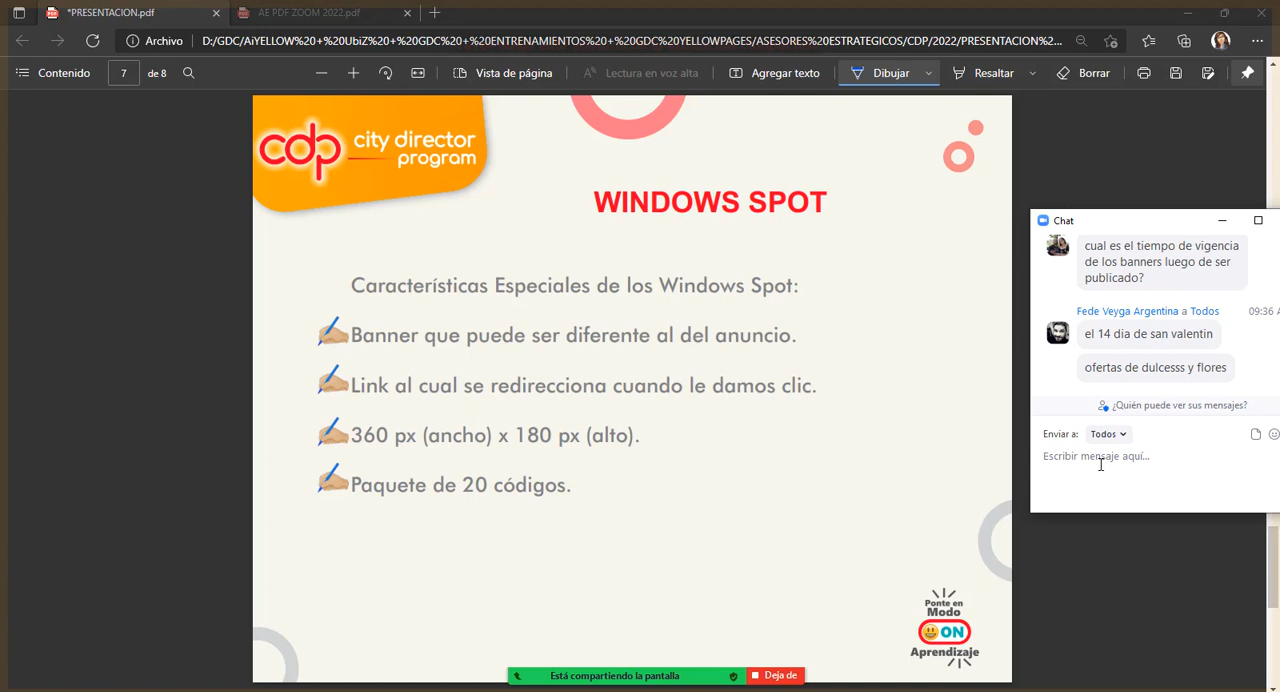 *PRESENTACION.pdf
AE PDF ZOOM 2022.pdf
Archivo
D:/GDC/AiYELLOW%20+%20UbiZ%20+%20GDC%20+%20ENTRENAMIENTOS%20+%20GDC%20YELLOWPAGES/ASESORES%20ESTRATEGICOS/CDP/2022/PRESENTACION%...
Contenido
7
de 8
Vista de página
Lectura en voz alta
Agregar texto
Dibujar
Resaltar
Borrar
cdp
city director
program
WINDOWS SPOT
Características Especiales de los Windows Spot:
Banner que puede ser diferente al del anuncio.
Link al cual se redirecciona cuando le damos clic.
360 px (ancho) x 180 px (alto).
Paquete de 20 códigos.
Ponte en
Modo
ON
Aprendizaje
Está compartiendo la pantalla
Deja de
Chat
cual es el tiempo de vigencia
de los banners luego de ser
publicado?
Fede Veyga Argentina a Todos
09:36 A
el 14 dia de san valentin
ofertas de dulcesss y flores
¿Quién puede ver sus mensajes?
Enviar a:
Todos
Escribir mensaje aquí...